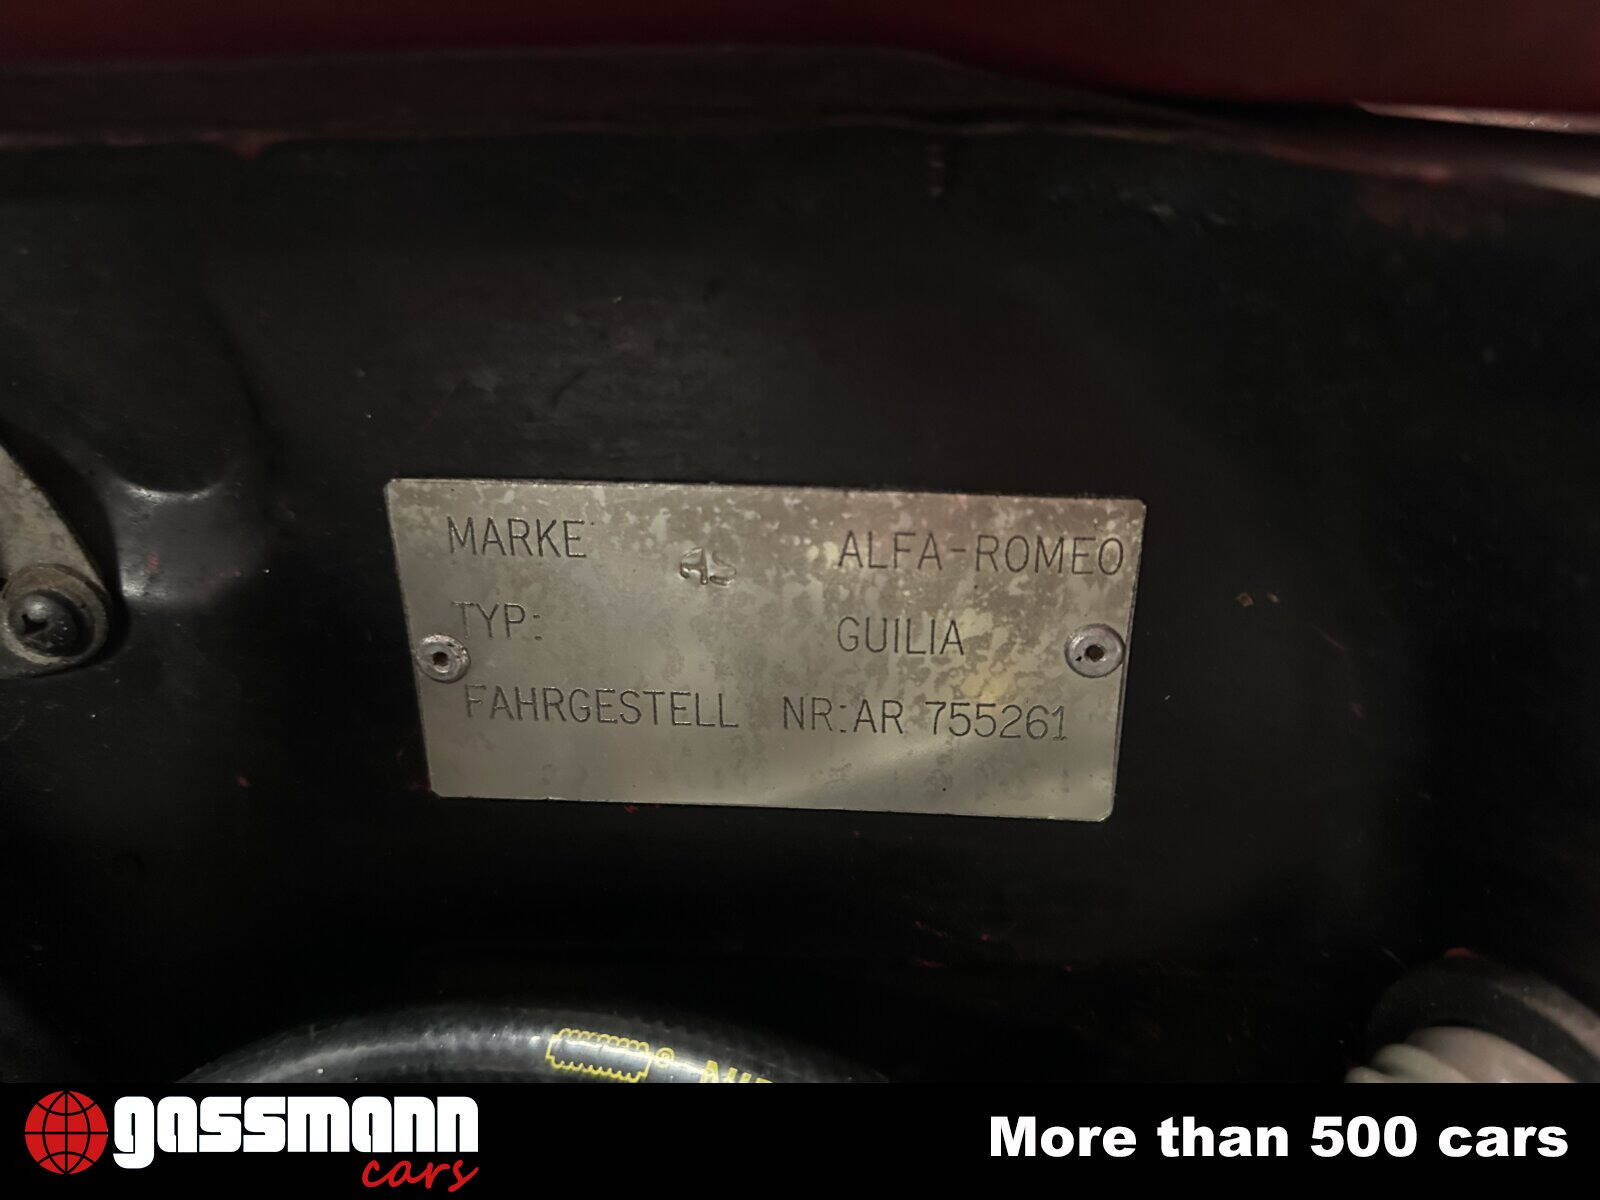 MARKE ALFA-ROMEO
TYP: GUILIA
FAHRGESTELL NR:AR 755261
gassmann
cars
More than 500 cars